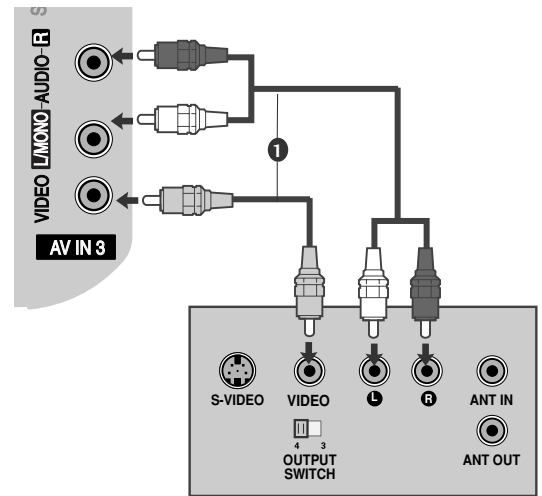 S
VIDEO L/MONO-AUDIO-R
AV IN 3
1
S-VIDEO
VIDEO
L
R
ANT IN
4 3
OUTPUT
SWITCH
ANT OUT